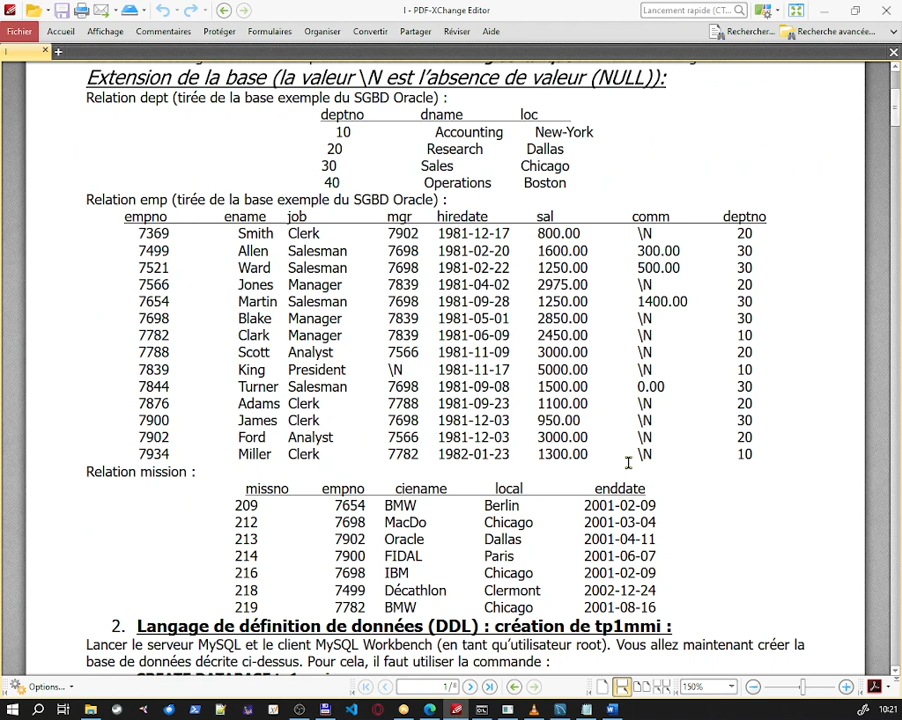 I - PDF-XChange Editor
Lancement rapide (CT...
Fichier Accueil Affichage Commentaires Protéger Formulaires Organiser Convertir Partager Réviser Aide Rechercher... Recherche avancée...
I
Extension de la base (la valeur \N est l'absence de valeur (NULL)):
Relation dept (tirée de la base exemple du SGBD Oracle) :
deptno dname loc
10 Accounting New-York
20 Research Dallas
30 Sales Chicago
40 Operations Boston
Relation emp (tirée de la base exemple du SGBD Oracle) :
empno ename job mgr hiredate sal comm deptno
7369 Smith Clerk 7902 1981-12-17 800.00 \N 20
7499 Allen Salesman 7698 1981-02-20 1600.00 300.00 30
7521 Ward Salesman 7698 1981-02-22 1250.00 500.00 30
7566 Jones Manager 7839 1981-04-02 2975.00 \N 20
7654 Martin Salesman 7698 1981-09-28 1250.00 1400.00 30
7698 Blake Manager 7839 1981-05-01 2850.00 \N 30
7782 Clark Manager 7839 1981-06-09 2450.00 \N 10
7788 Scott Analyst 7566 1981-11-09 3000.00 \N 20
7839 King President \N 1981-11-17 5000.00 \N 10
7844 Turner Salesman 7698 1981-09-08 1500.00 0.00 30
7876 Adams Clerk 7788 1981-09-23 1100.00 \N 20
7900 James Clerk 7698 1981-12-03 950.00 \N 30
7902 Ford Analyst 7566 1981-12-03 3000.00 \N 20
7934 Miller Clerk 7782 1982-01-23 1300.00 \N 10
Relation mission :
missno empno ciename local enddate
209 7654 BMW Berlin 2001-02-09
212 7698 MacDo Chicago 2001-03-04
213 7902 Oracle Dallas 2001-04-11
214 7900 FIDAL Paris 2001-06-07
216 7698 IBM Chicago 2001-02-09
218 7499 Décathlon Clermont 2002-12-24
219 7782 BMW Chicago 2001-08-16
2. Langage de définition de données (DDL) : création de tp1mmi :
Lancer le serveur MySQL et le client MySQL Workbench (en tant qu'utilisateur root). Vous allez maintenant créer la
base de données décrite ci-dessus. Pour cela, il faut utiliser la commande :
Options... 1/8 150%
10:21